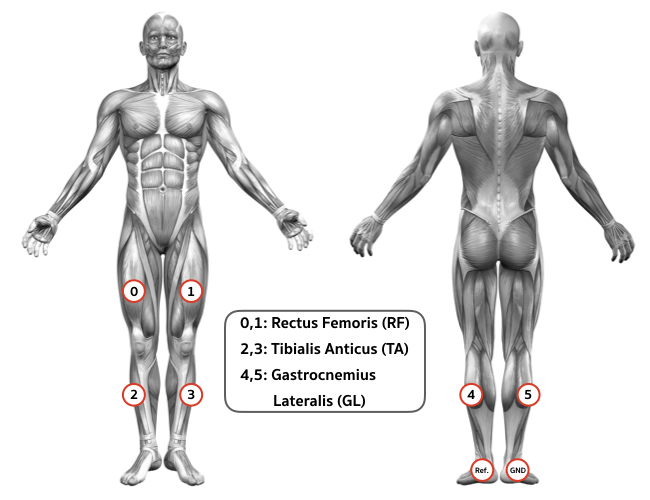 0
1
2
3
0,1: Rectus Femoris (RF)
2,3: Tibialis Anticus (TA)
4,5: Gastrocnemius
Lateralis (GL)
4
5
Ref.
GND